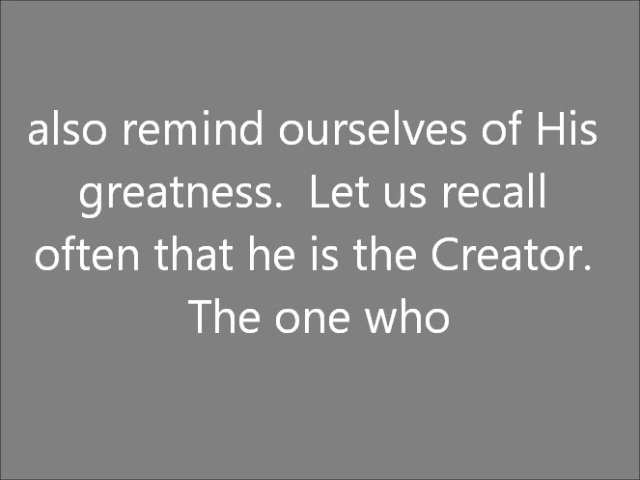 also remind ourselves of His
greatness.  Let us recall
often that he is the Creator.
The one who